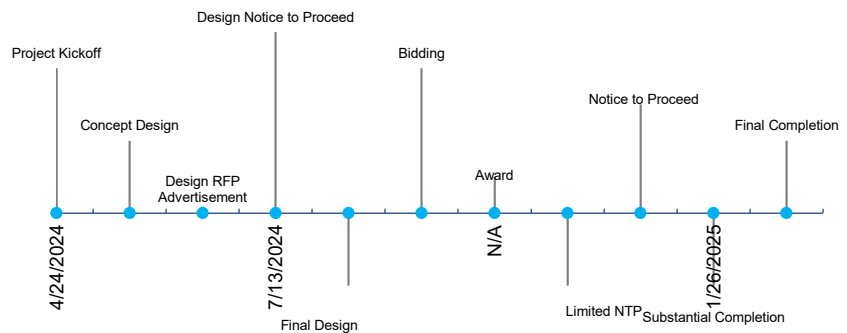 Design Notice to Proceed
Project Kickoff
Bidding
Notice to Proceed
Concept Design
Final Completion
Design RFP
Advertisement
Award
4/24/2024
7/13/2024
N/A
1/26/2025
Limited NTP
Substantial Completion
Final Design